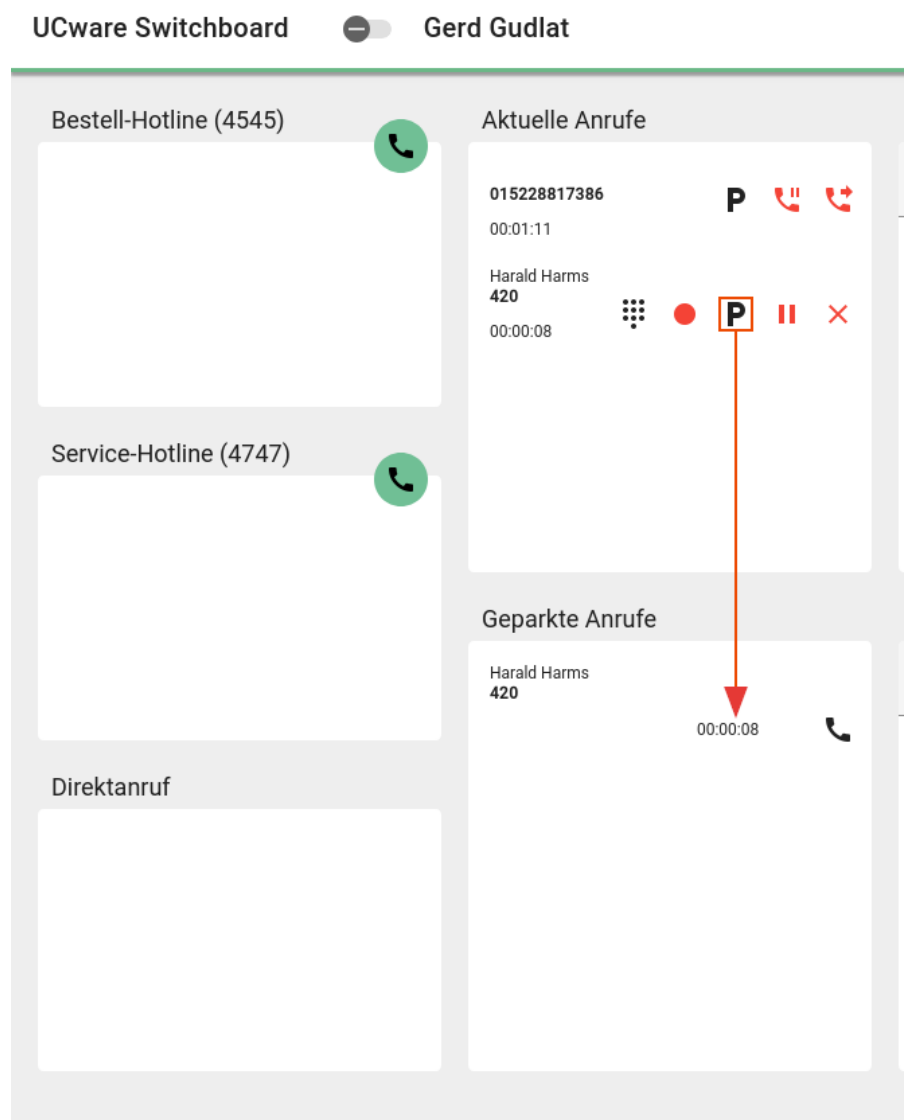 UCware Switchboard
Gerd Gudlat
Bestell-Hotline (4545)
Service-Hotline (4747)
Direktanruf
Aktuelle Anrufe
015228817386
P
00:01:11
Harald Harms
420
P
00:00:08
Geparkte Anrufe
Harald Harms
420
00:00:08